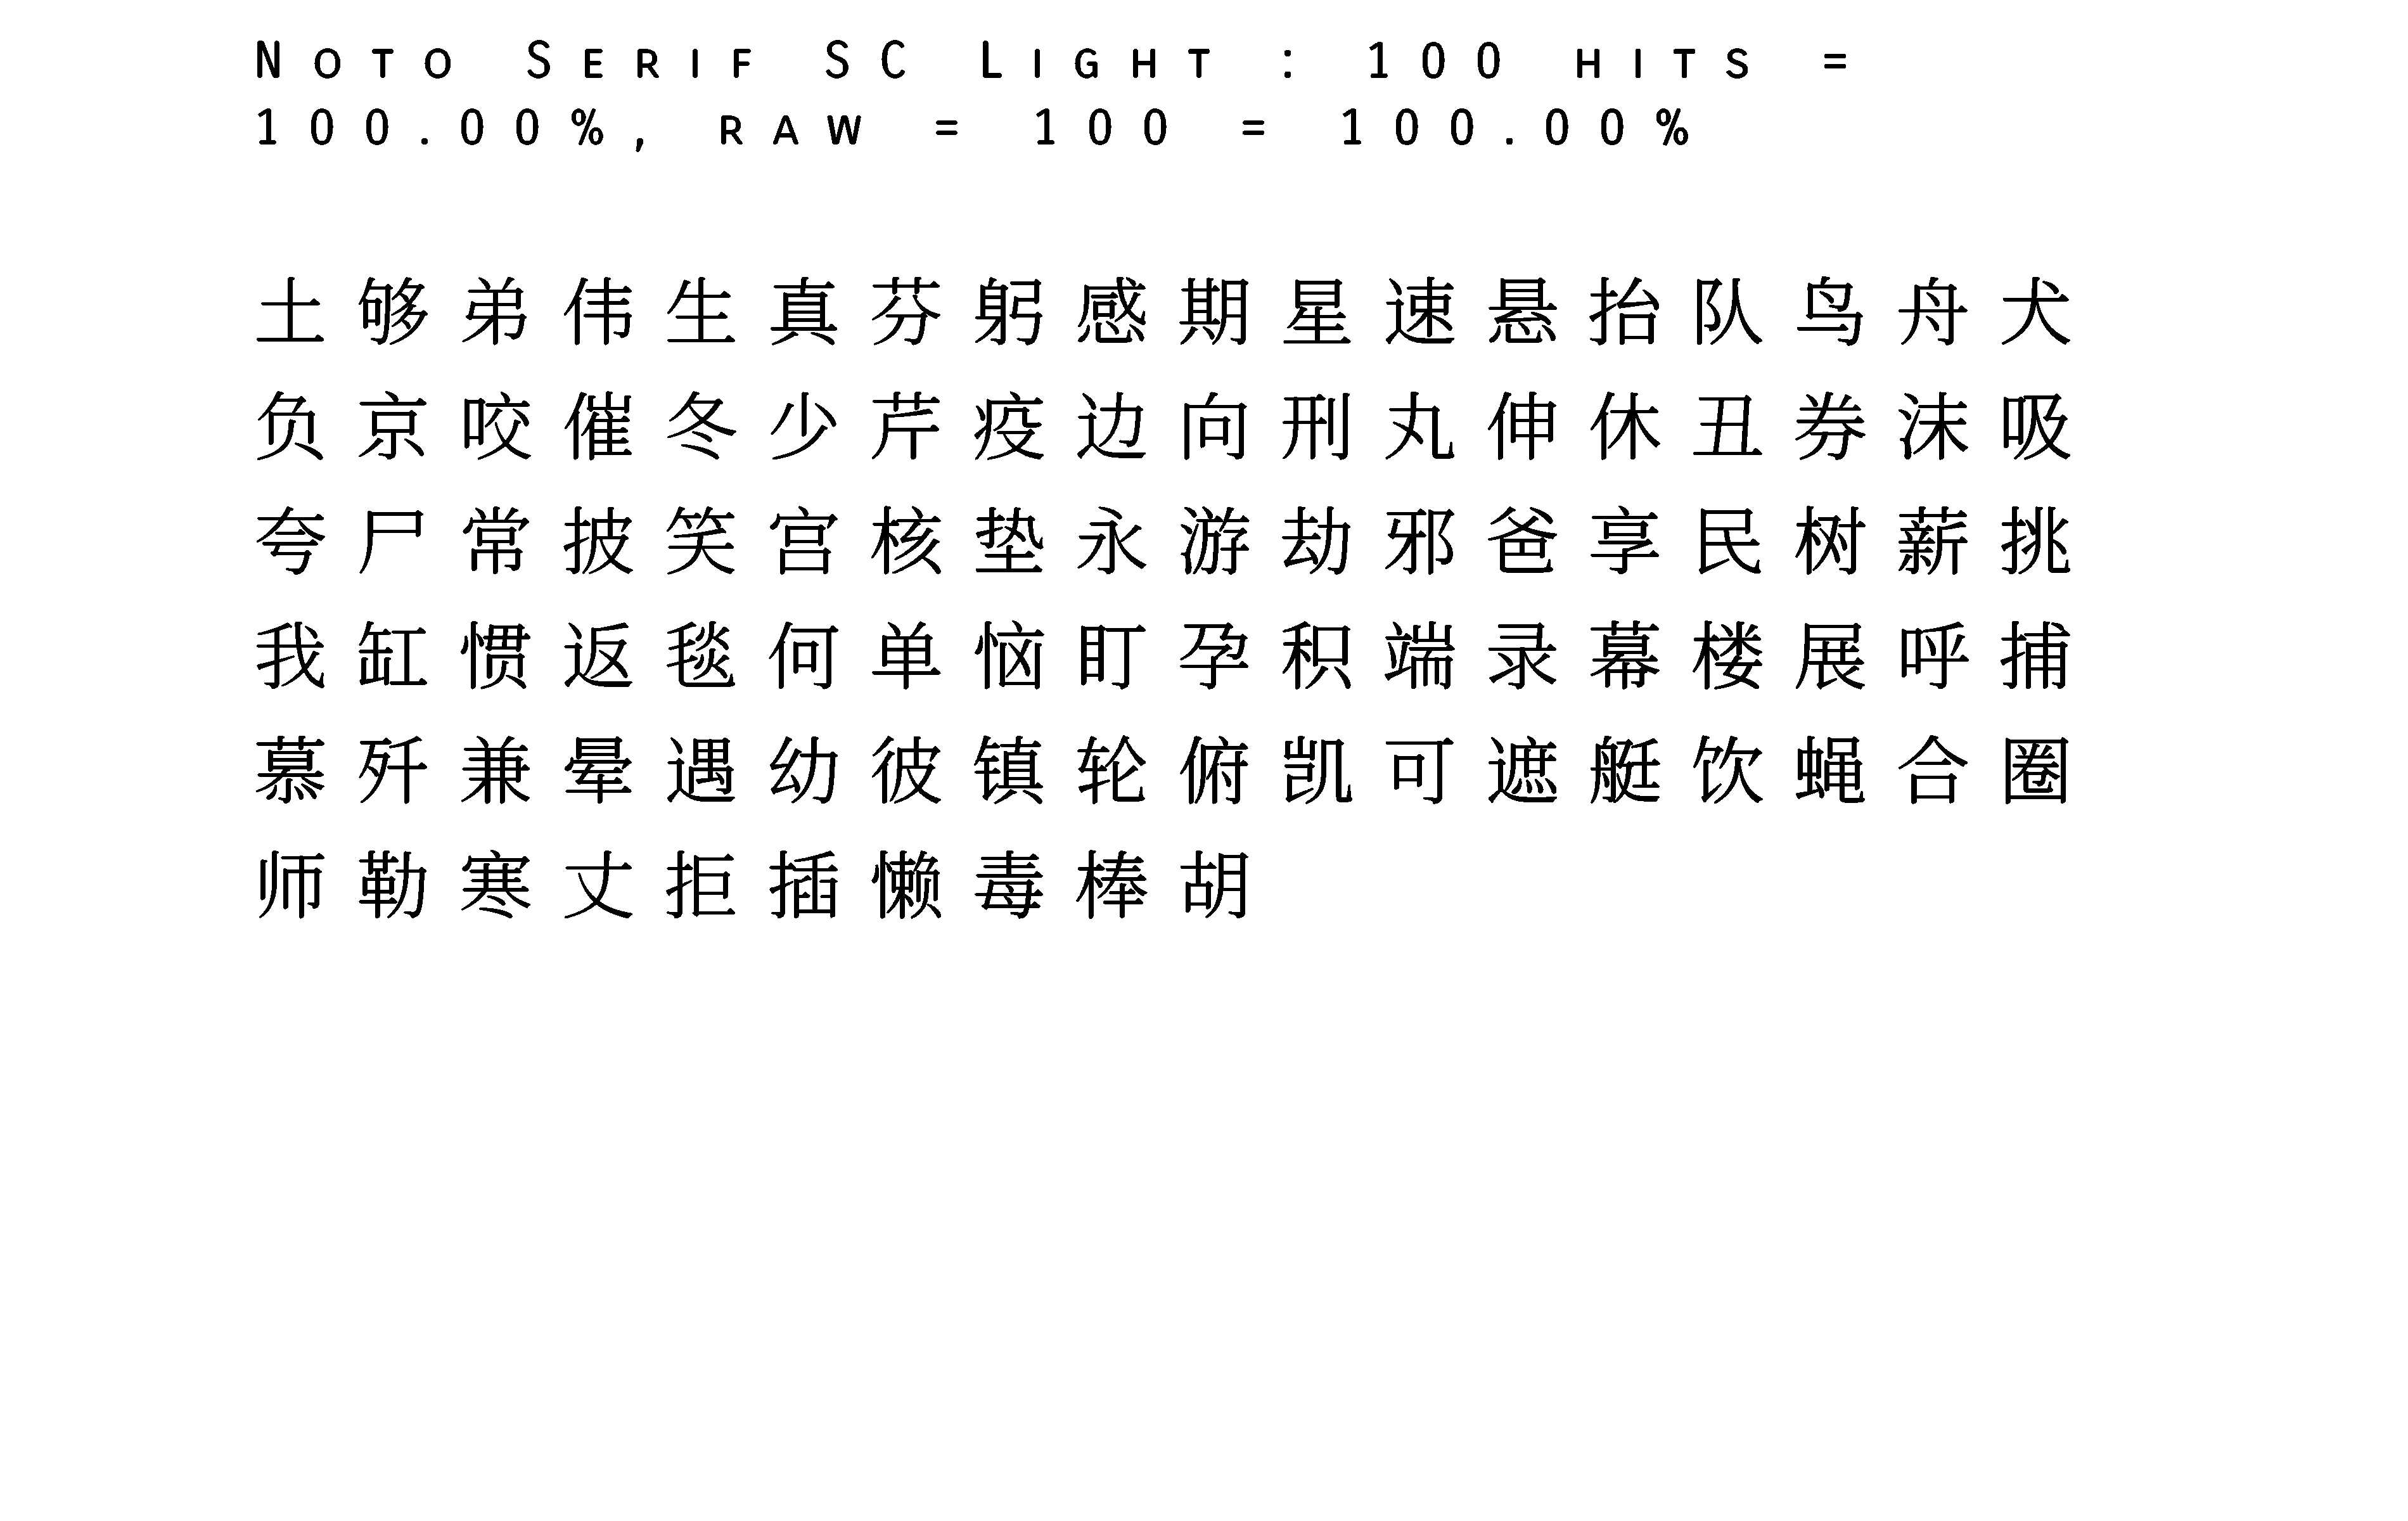 Noto Serif SC Light : 100 hits =
100.00%, raw = 100 = 100.00%
土够弟伟生真芬躬感期星速悬抬队鸟舟犬
负京咬催冬少芹疫边向刑丸伸休丑券沫吸
夸尸常披笑宫核垫永游劫邪爸享民树薪挑
我缸惯返毯何单恼盯孕积端录幕楼展呼捕
慕歼兼晕遇幼彼镇轮俯凯可遮艇饮蝇合圈
师勒寒丈拒插懒毒棒胡